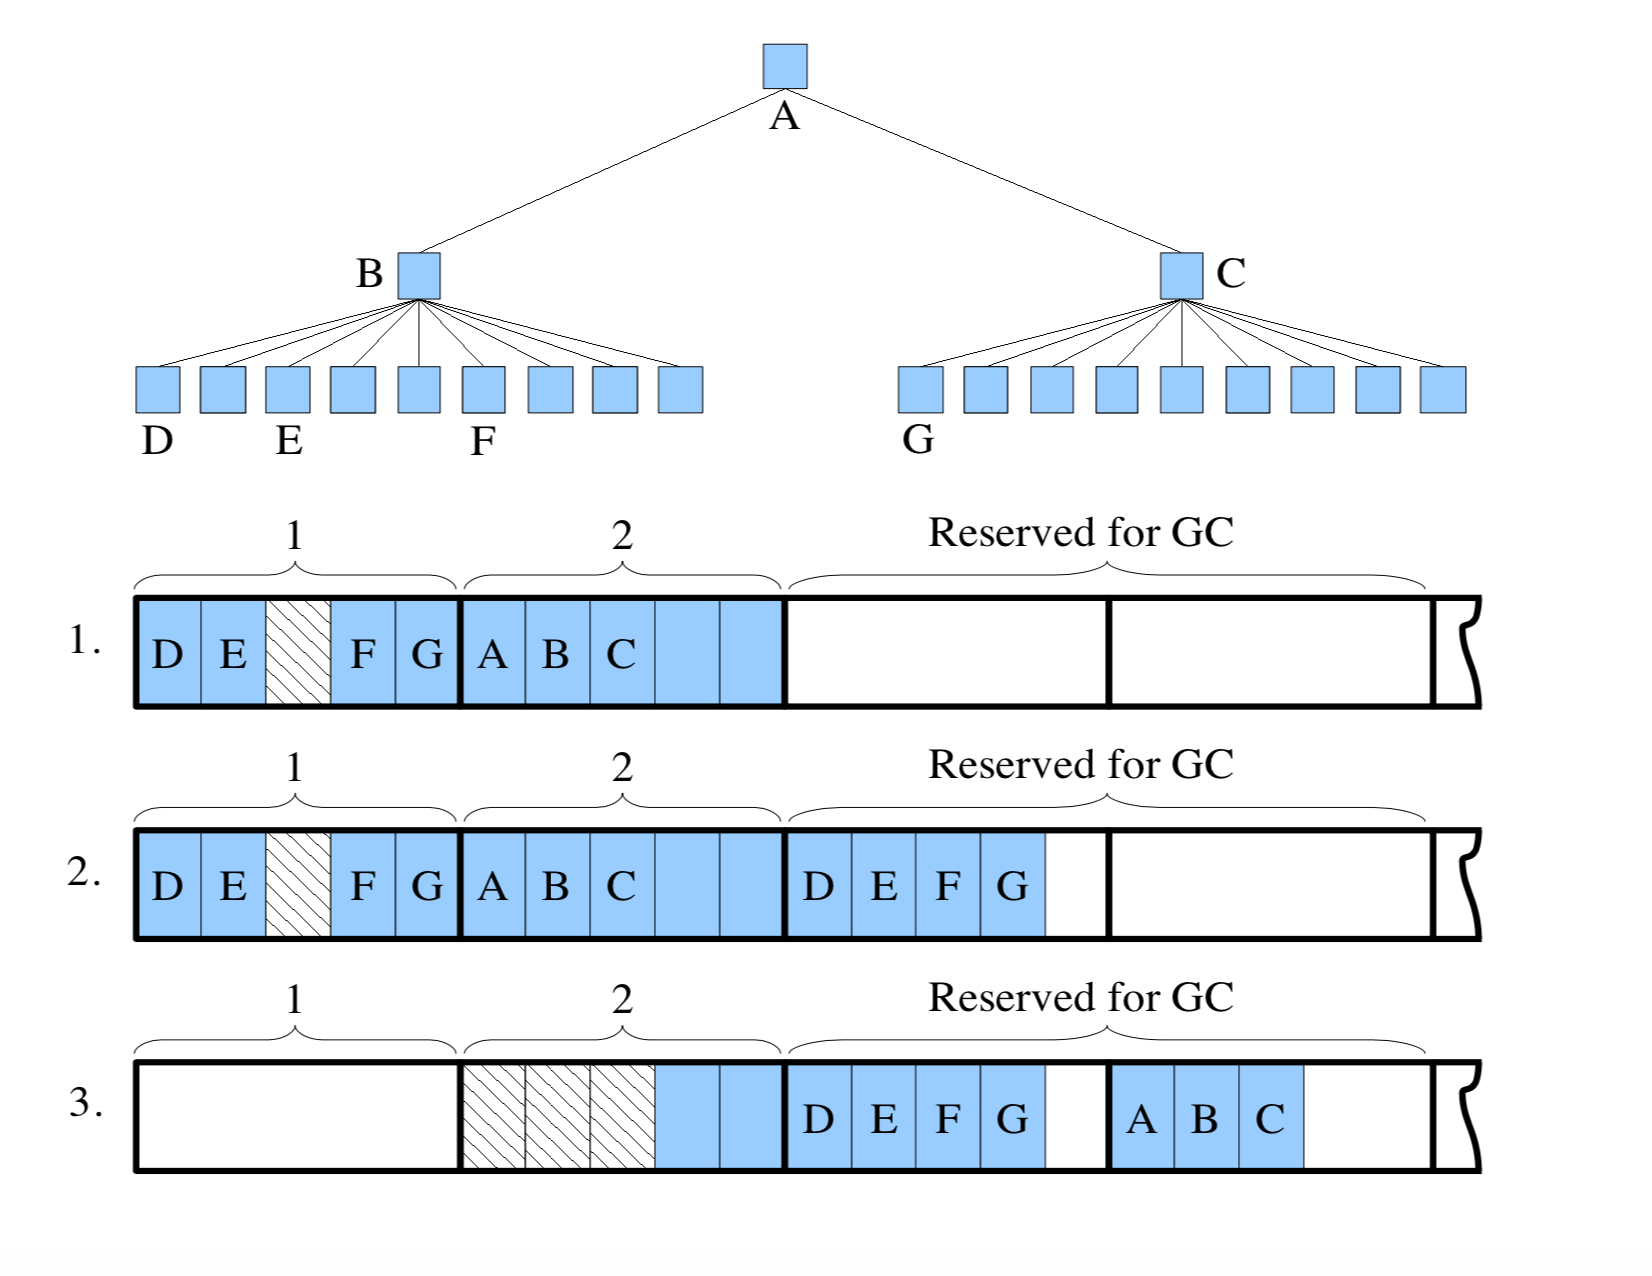 A
B C
D E F G
1 2 Reserved for GC
1. D E F G A B C
1 2 Reserved for GC
2. D E F G A B C D E F G
1 2 Reserved for GC
3. D E F G A B C